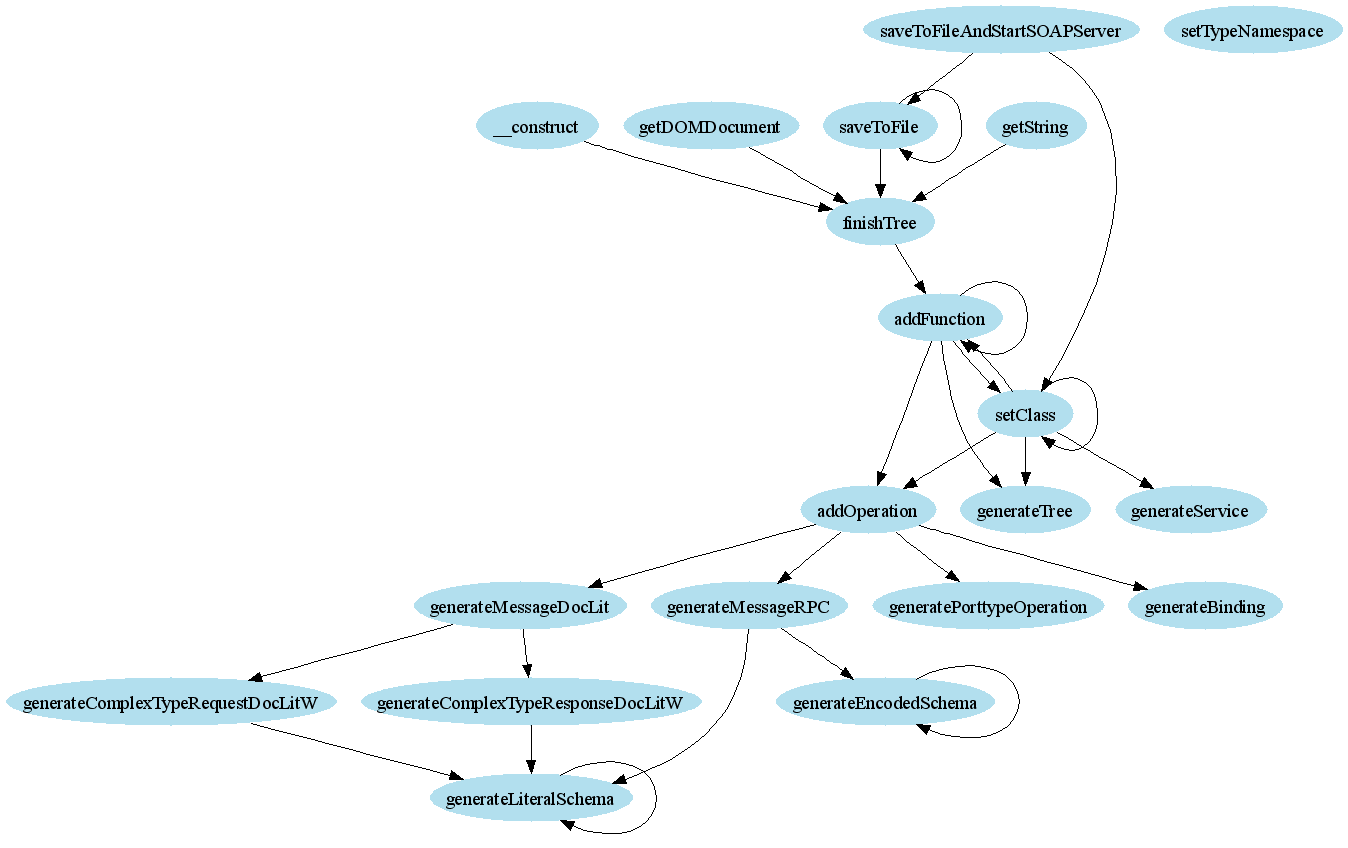 saveToFileAndStartSOAPServer
setTypeNamespace
__construct
getDOMDocument
saveToFile
getString
finishTree
addFunction
setClass
addOperation
generateTree
generateService
generateMessageDocLit
generateMessageRPC
generatePorttypeOperation
generateBinding
generateComplexTypeRequestDocLitW
generateComplexTypeResponseDocLitW
generateEncodedSchema
generateLiteralSchema